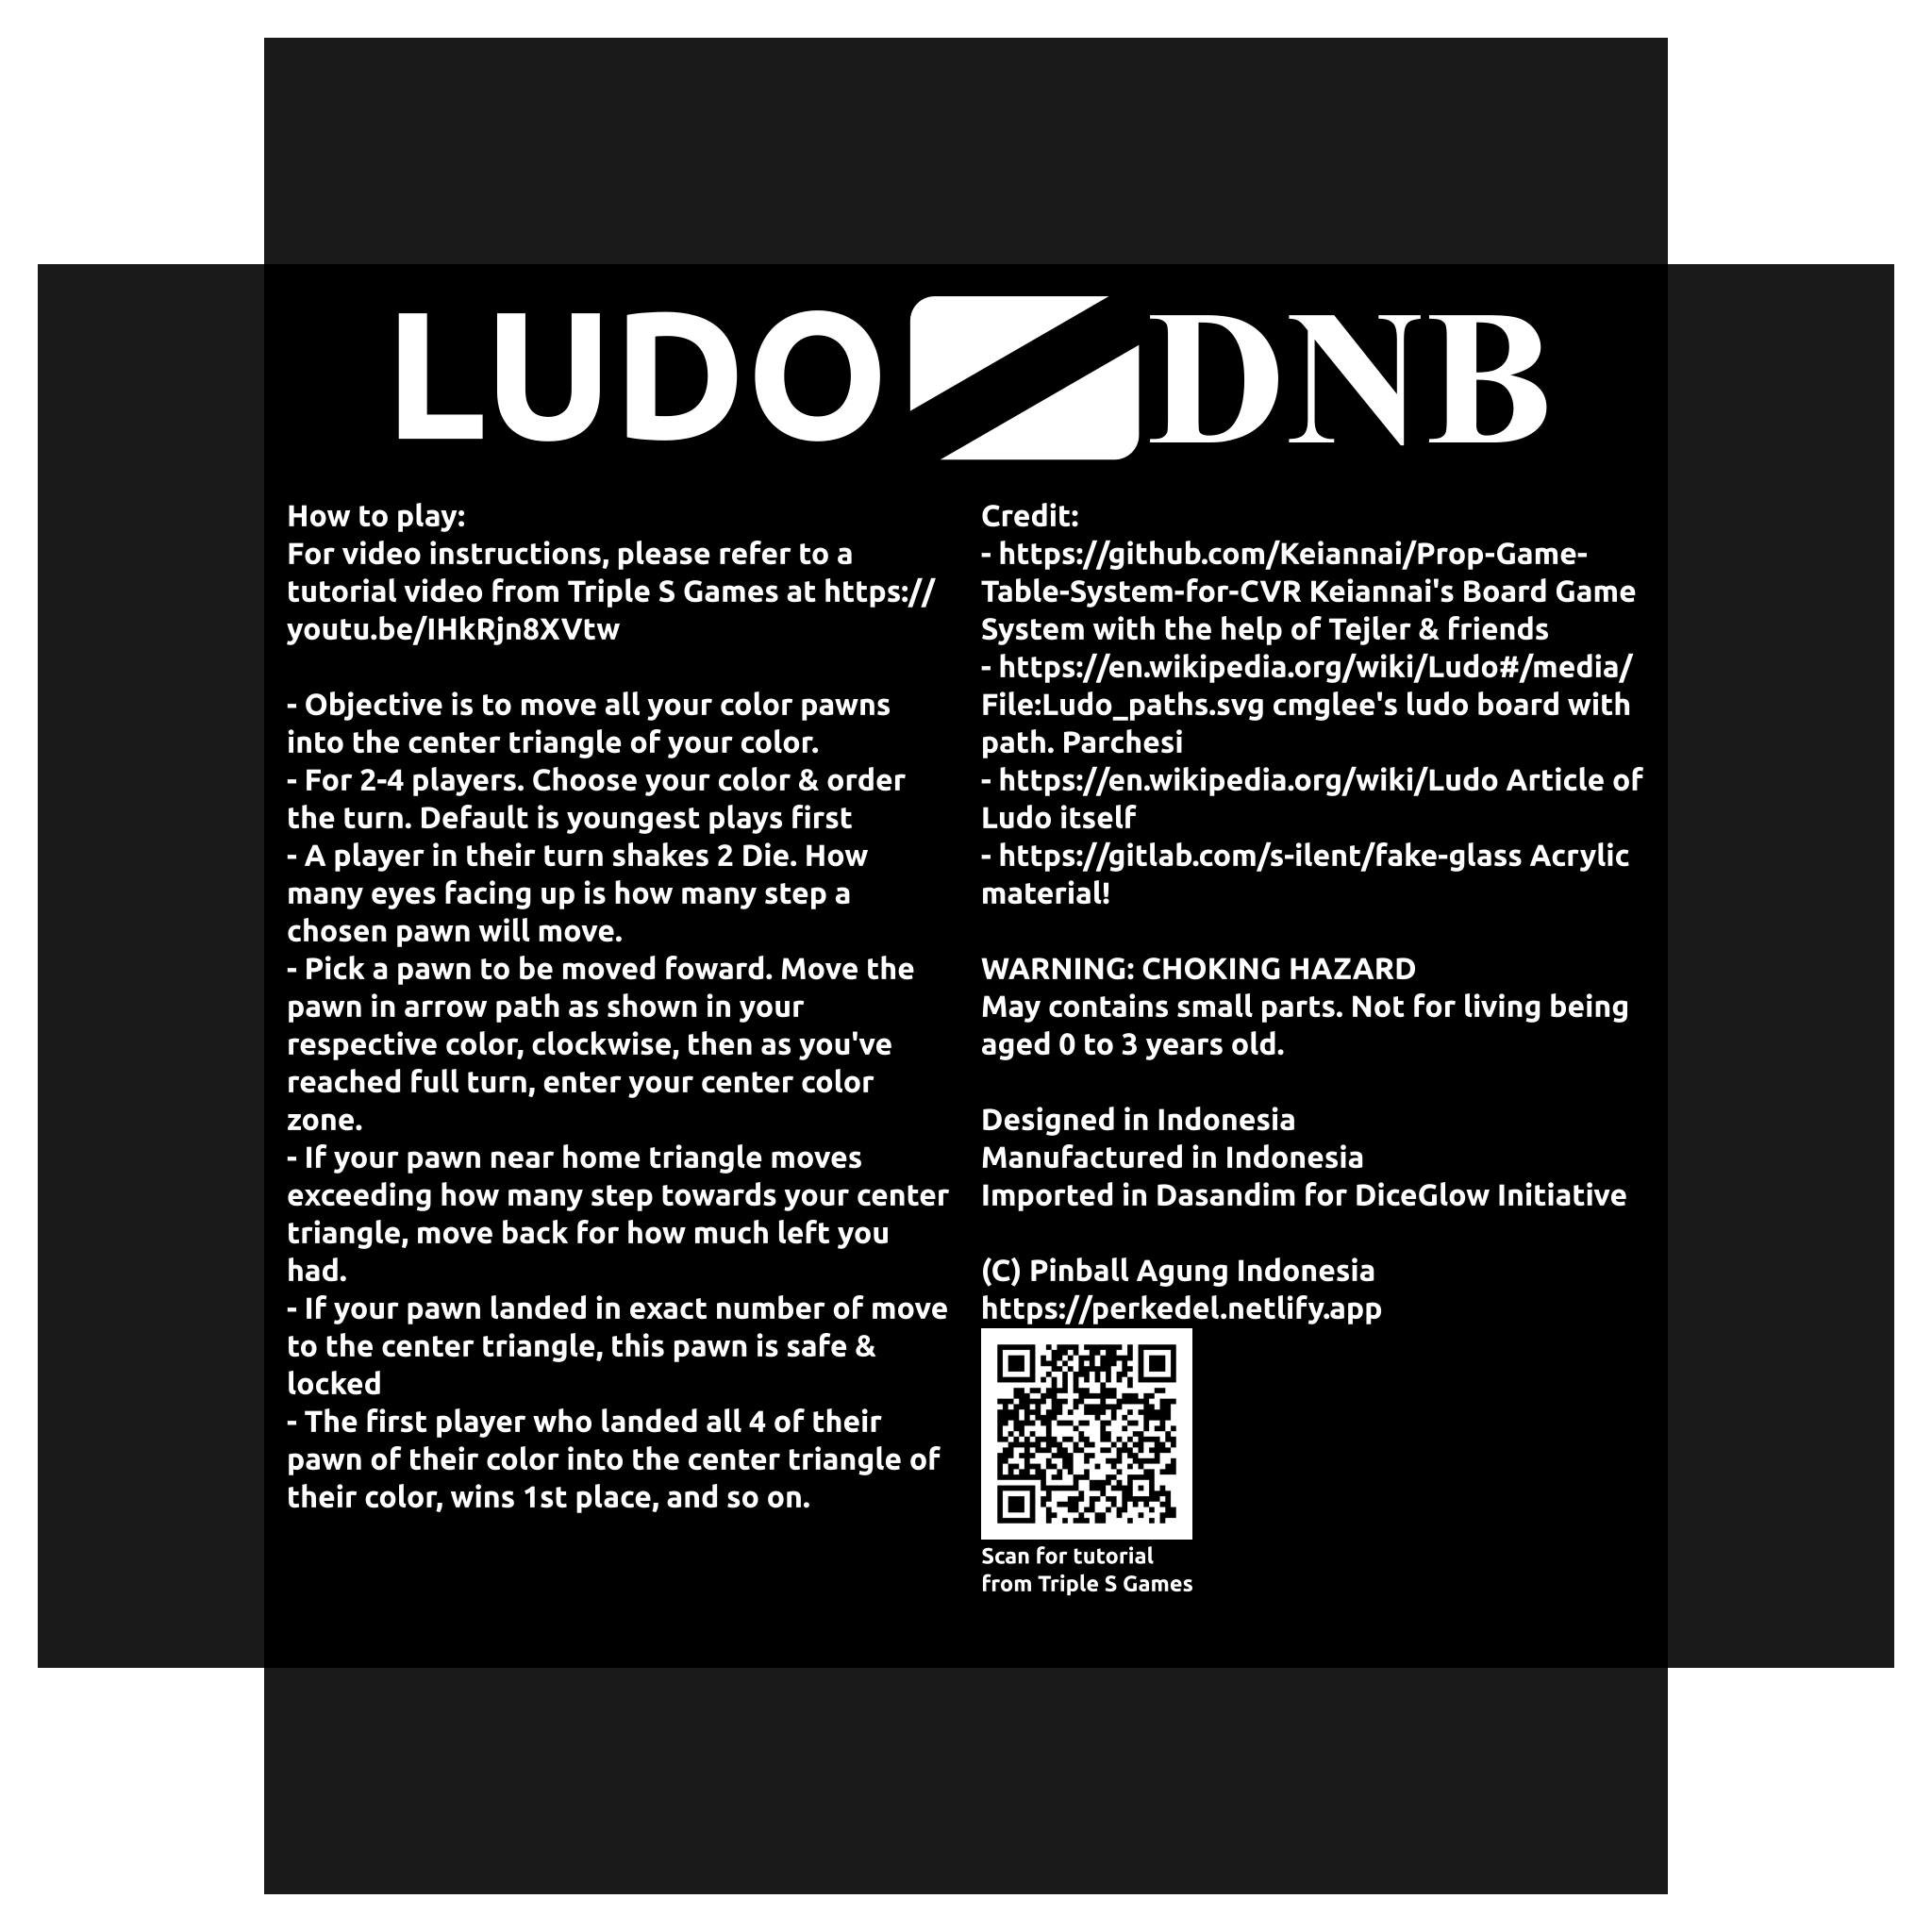 LUDO DNB
How to play:
For video instructions, please refer to a
tutorial video from Triple S Games at https://
youtu.be/IHkRjn8XVtw
- Objective is to move all your color pawns
into the center triangle of your color.
- For 2-4 players. Choose your color & order
the turn. Default is youngest plays first
- A player in their turn shakes 2 Die. How
many eyes facing up is how many step a
chosen pawn will move.
- Pick a pawn to be moved foward. Move the
pawn in arrow path as shown in your
respective color, clockwise, then as you've
reached full turn, enter your center color
zone.
- If your pawn near home triangle moves
exceeding how many step towards your center
triangle, move back for how much left you
had.
- If your pawn landed in exact number of move
to the center triangle, this pawn is safe &
locked
- The first player who landed all 4 of their
pawn of their color into the center triangle of
their color, wins 1st place, and so on.
Credit:
- https://github.com/Keiannai/Prop-Game-
Table-System-for-CVR Keiannai's Board Game
System with the help of Tejler & friends
- https://en.wikipedia.org/wiki/Ludo#/media/
File:Ludo_paths.svg cmglee's ludo board with
path. Parchesi
- https://en.wikipedia.org/wiki/Ludo Article of
Ludo itself
- https://gitlab.com/s-ilent/fake-glass Acrylic
material!
WARNING: CHOKING HAZARD
May contains small parts. Not for living being
aged 0 to 3 years old.
Designed in Indonesia
Manufactured in Indonesia
Imported in Dasandim for DiceGlow Initiative
(C) Pinball Agung Indonesia
https://perkedel.netlify.app
Scan for tutorial
from Triple S Games